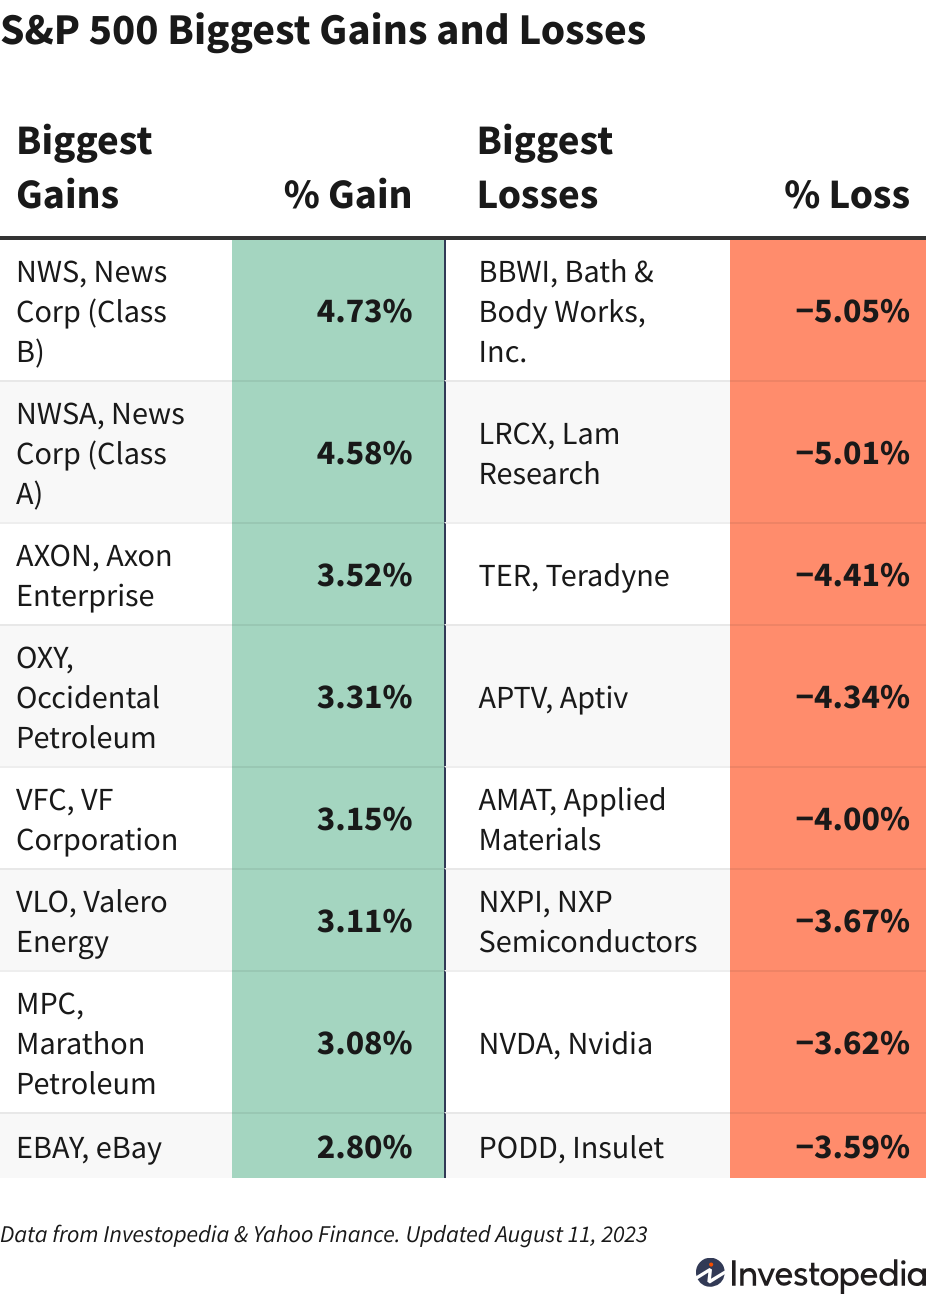 S&P 500 Biggest Gains and Losses
Biggest
Gains
% Gain
Biggest
Losses
% Loss
NWS, News
Corp (Class
B)
4.73%
BBWI, Bath &
Body Works,
Inc.
−5.05%
NWSA, News
Corp (Class
A)
4.58%
LRCX, Lam
Research
−5.01%
AXON, Axon
Enterprise
3.52%
TER, Teradyne
−4.41%
OXY,
Occidental
Petroleum
3.31%
APTV, Aptiv
−4.34%
VFC, VF
Corporation
3.15%
AMAT, Applied
Materials
−4.00%
VLO, Valero
Energy
3.11%
NXPI, NXP
Semiconductors
−3.67%
MPC,
Marathon
Petroleum
3.08%
NVDA, Nvidia
−3.62%
EBAY, eBay
2.80%
PODD, Insulet
−3.59%
Data from Investopedia & Yahoo Finance. Updated August 11, 2023
Investopedia